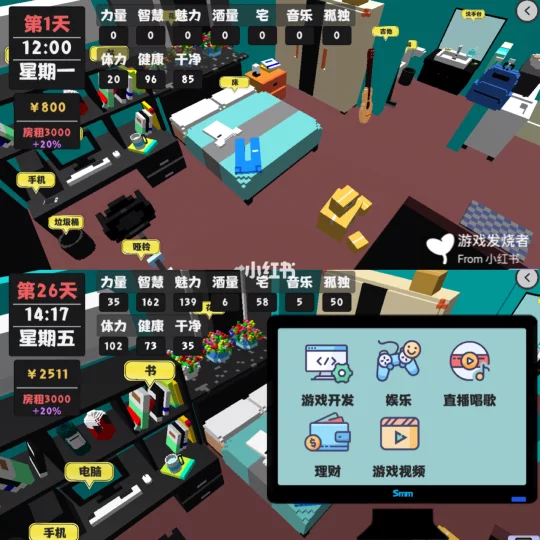 第1天
12:00
星期一
力量 智慧 魅力 酒量 宅 音乐 孤独
0 0 0 0 0 0 0
体力 健康 干净
20 96 85
¥800
房租3000
+20%
手机
垃圾桶
哑铃
床
吉他
洗手台
游戏发烧者
From 小红书
小红书
第26天
14:17
星期五
力量 智慧 魅力 酒量 宅 音乐 孤独
35 162 139 6 58 5 50
体力 健康 干净
102 73 35
¥2511
房租3000
+20%
书
电脑
手机
游戏开发 娱乐 直播唱歌
理财 游戏视频
Smm